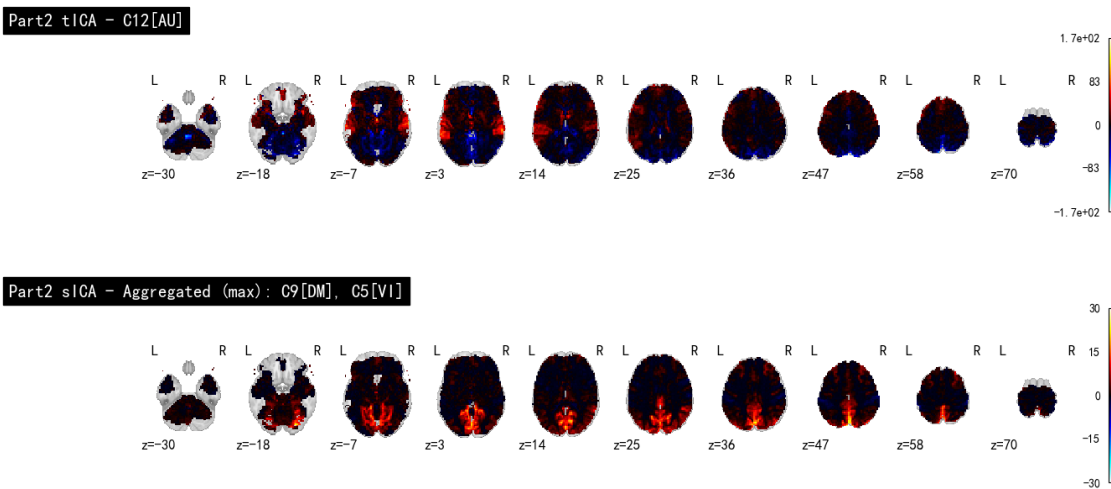 Part2 tICA - C12[AU]
1.7e+02
L R L R L R L R L R L R L R L R L R L R
83
0
-83
z=-30 z=-18 z=-7 z=3 z=14 z=25 z=36 z=47 z=58 z=70
-1.7e+02
Part2 sICA - Aggregated (max): C9[DM], C5[VI]
30
L R L R L R L R L R L R L R L R L R L R
15
0
-15
z=-30 z=-18 z=-7 z=3 z=14 z=25 z=36 z=47 z=58 z=70
-30